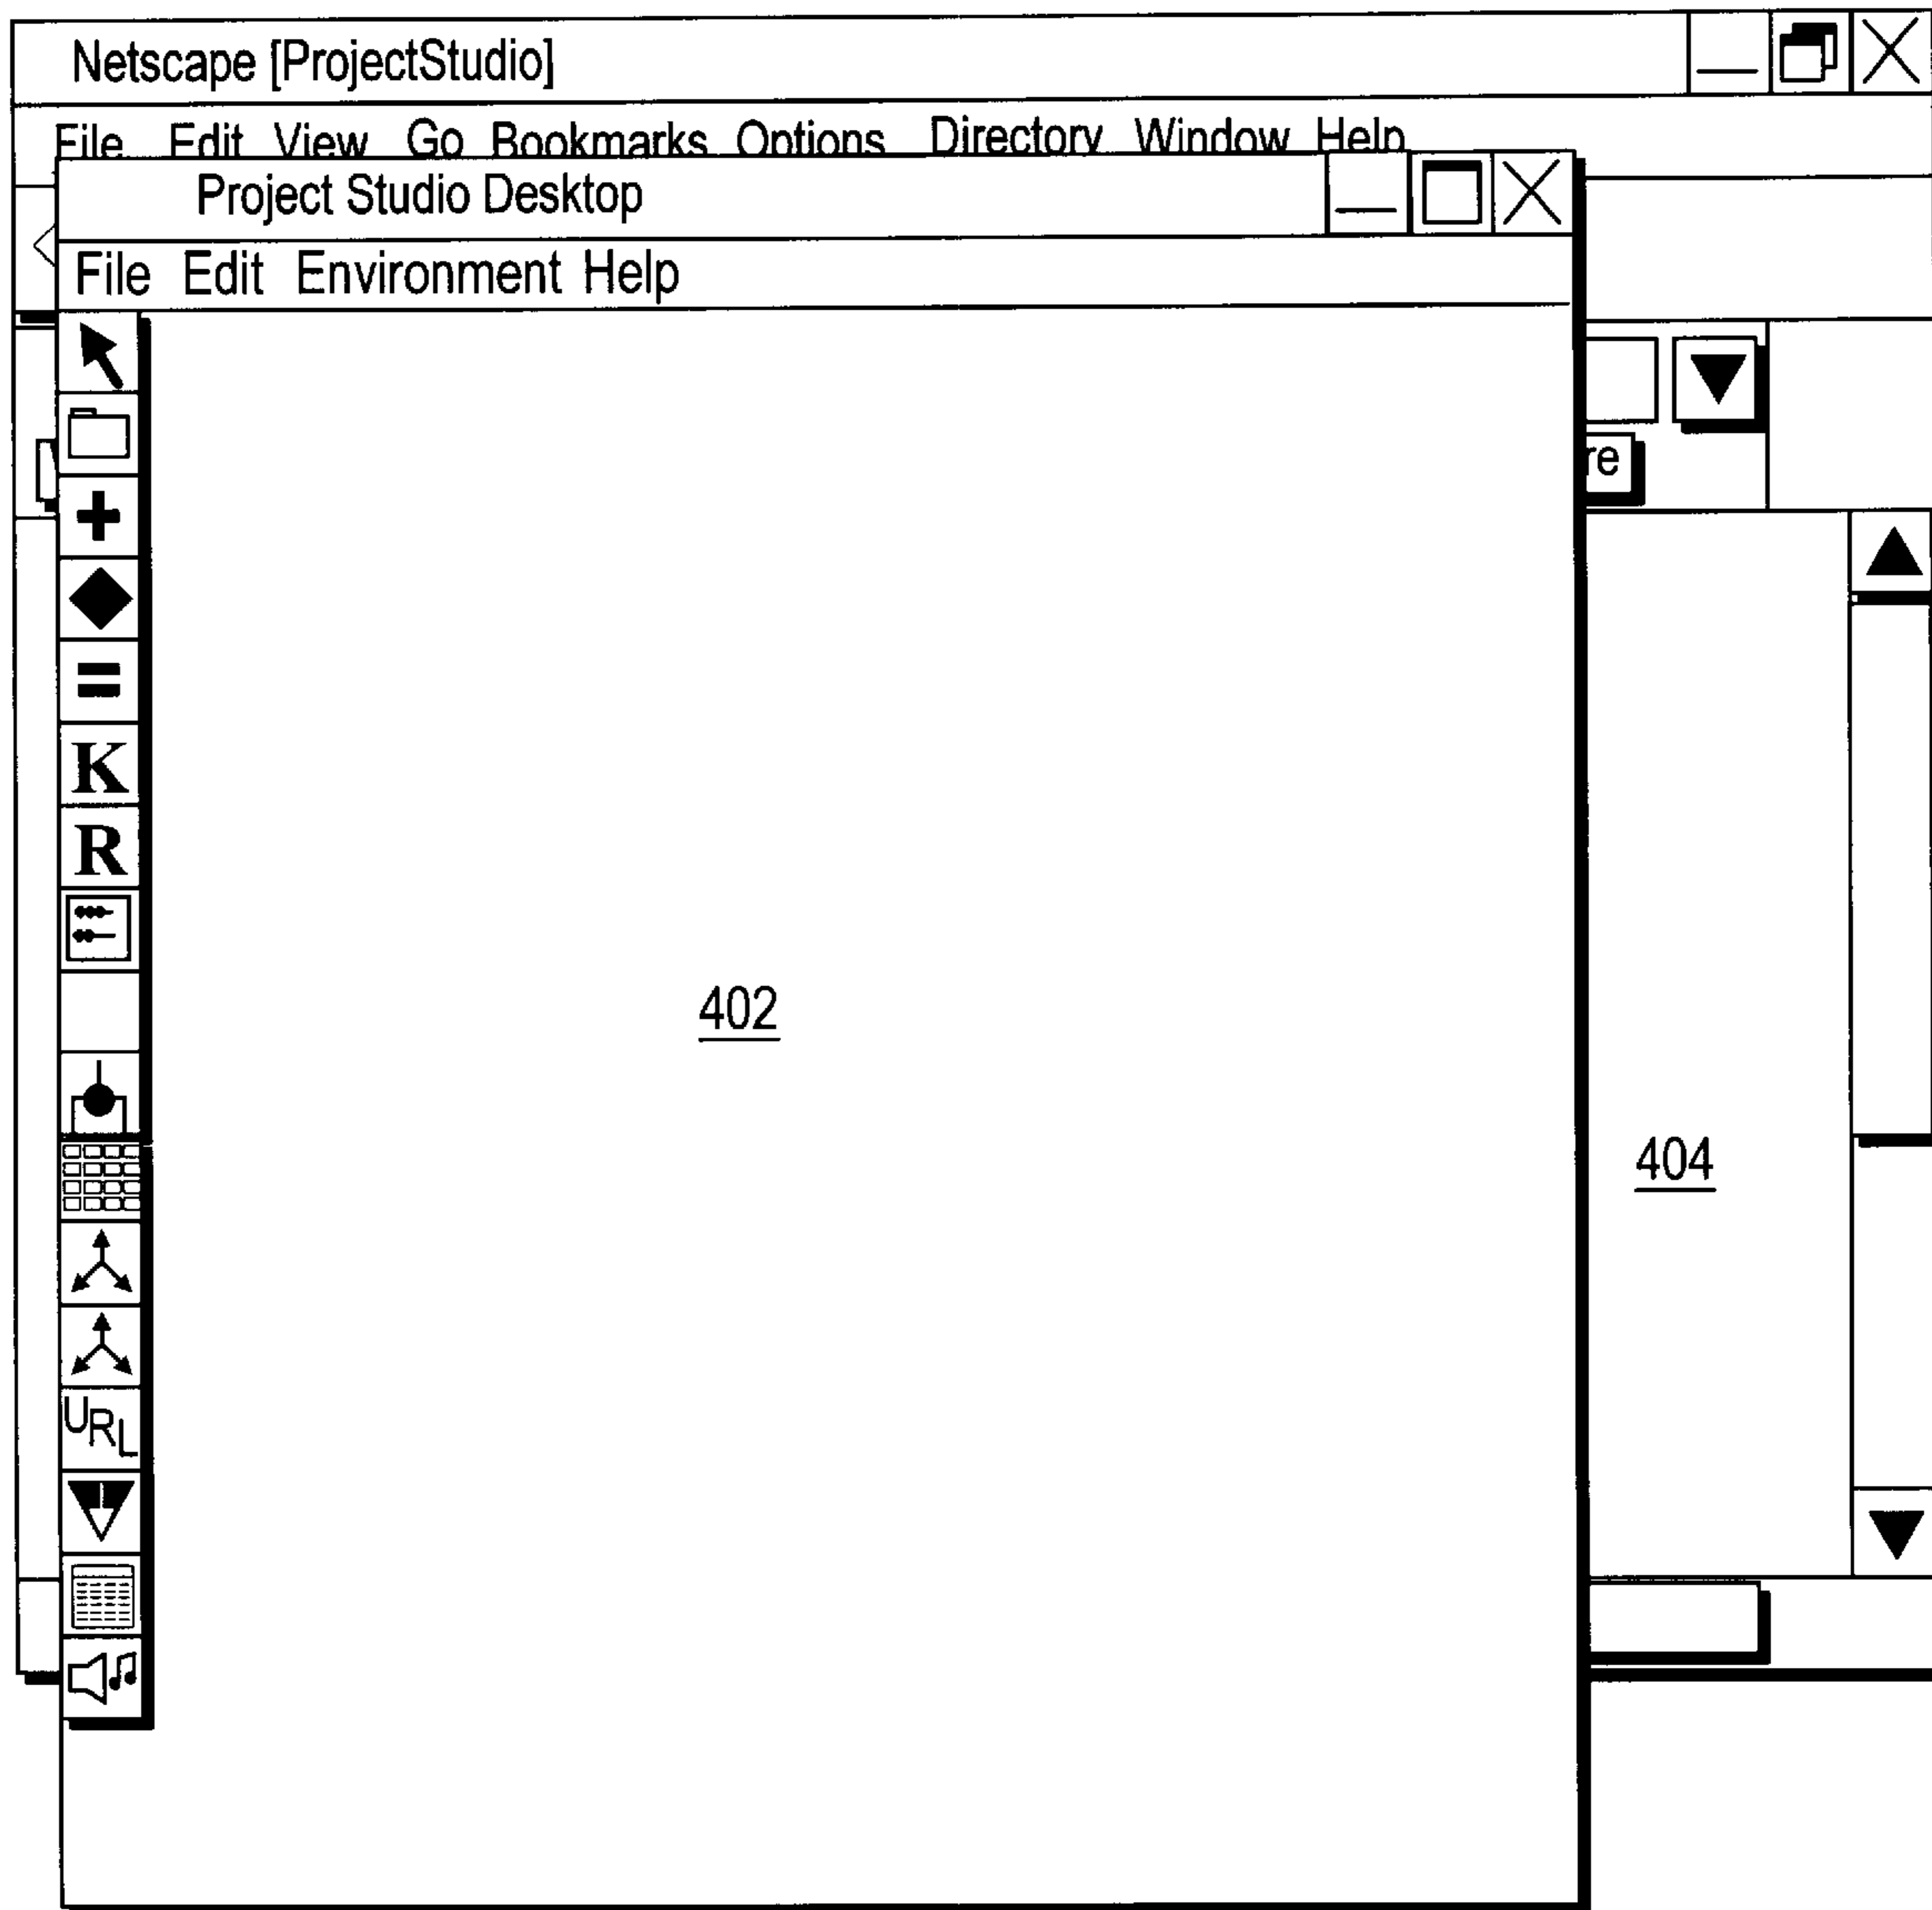 Netscape [ProjectStudio]
File Edit View Go Bookmarks Options Directory Window Help
Project Studio Desktop
File Edit Environment Help
re
K
R
402
404
URL